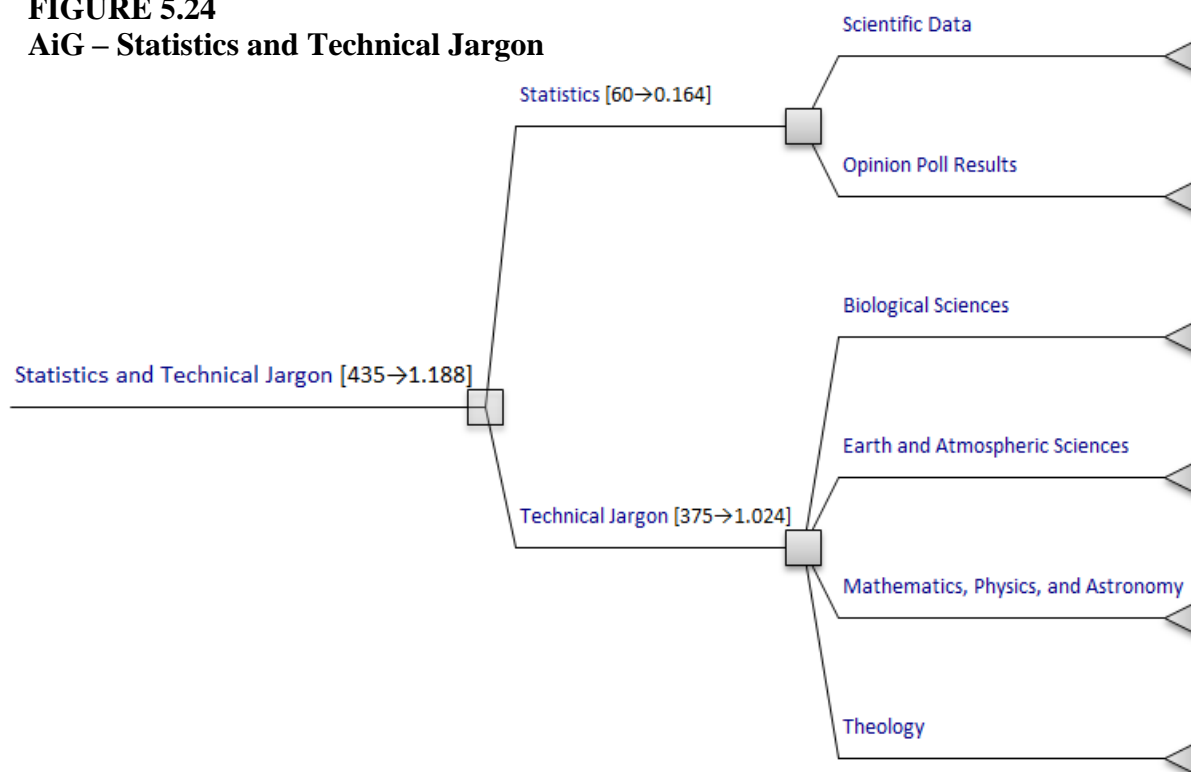 FIGURE 5.24
AiG – Statistics and Technical Jargon
Scientific Data
Statistics [60→0.164]
Opinion Poll Results
Biological Sciences
Statistics and Technical Jargon [435→1.188]
Earth and Atmospheric Sciences
Technical Jargon [375→1.024]
Mathematics, Physics, and Astronomy
Theology